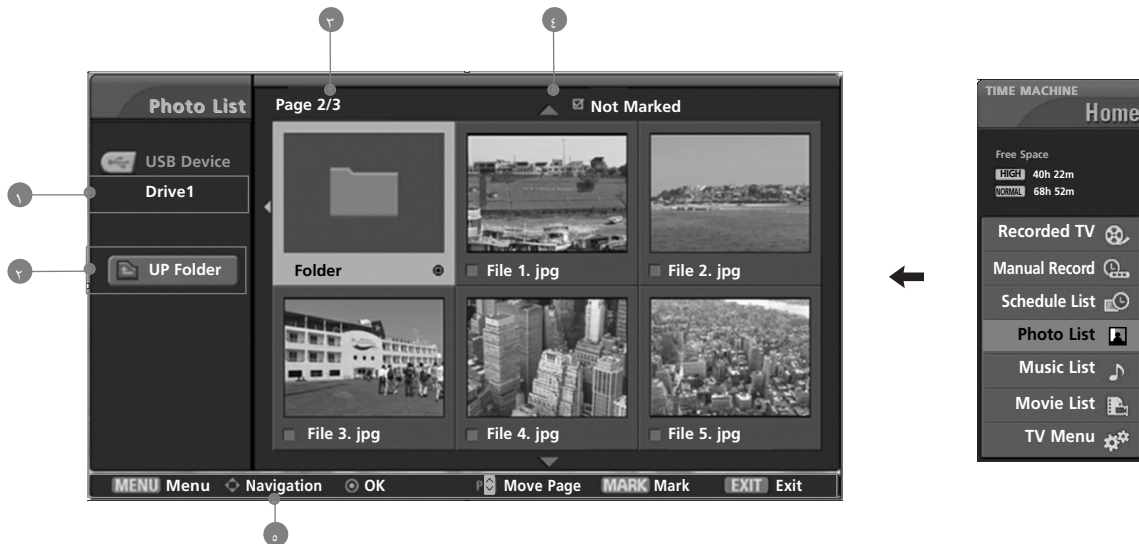 ٣
٤
Photo List
Page 2/3
Not Marked
USB Device
Drive1
١
UP Folder
٢
Folder
File 1. jpg
File 2. jpg
File 3. jpg
File 4. jpg
File 5. jpg
MENU Menu Navigation OK P Move Page MARK Mark EXIT Exit
٥
TIME MACHINE
Home
Free Space
HIGH 40h 22m
NORMAL 68h 52m
Recorded TV
Manual Record
Schedule List
Photo List
Music List
Movie List
TV Menu